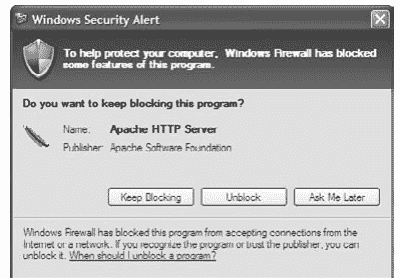 Windows Security Alert
To help protect your computer, Windows Firewall has blocked
some features of this program.
Do you want to keep blocking this program?
Name: Apache HTTP Server
Publisher: Apache Software Foundation
Keep Blocking Unblock Ask Me Later
Windows Firewall has blocked this program from accepting connections from the
Internet or a network. If you recognize the program or trust the publisher, you can
unblock it. When should I unblock a program?